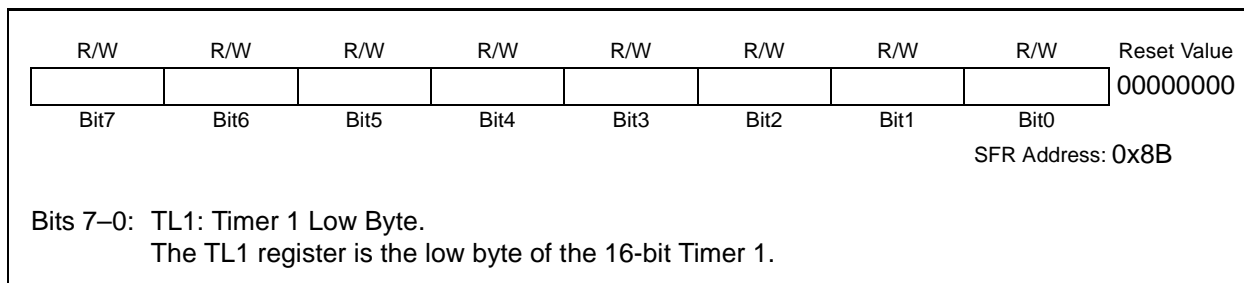 R/W R/W R/W R/W R/W R/W R/W R/W Reset Value
00000000
Bit7 Bit6 Bit5 Bit4 Bit3 Bit2 Bit1 Bit0
SFR Address: 0x8B
Bits 7–0: TL1: Timer 1 Low Byte.
The TL1 register is the low byte of the 16-bit Timer 1.